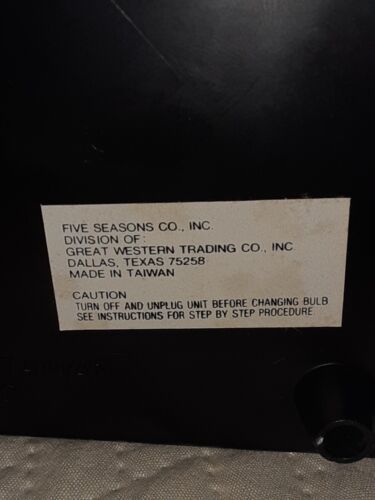 FIVE SEASONS CO., INC.
DIVISION OF:
GREAT WESTERN TRADING CO., INC
DALLAS, TEXAS 75258
MADE IN TAIWAN
CAUTION
TURN OFF AND UNPLUG UNIT BEFORE CHANGING BULB
SEE INSTRUCTIONS FOR STEP BY STEP PROCEDURE